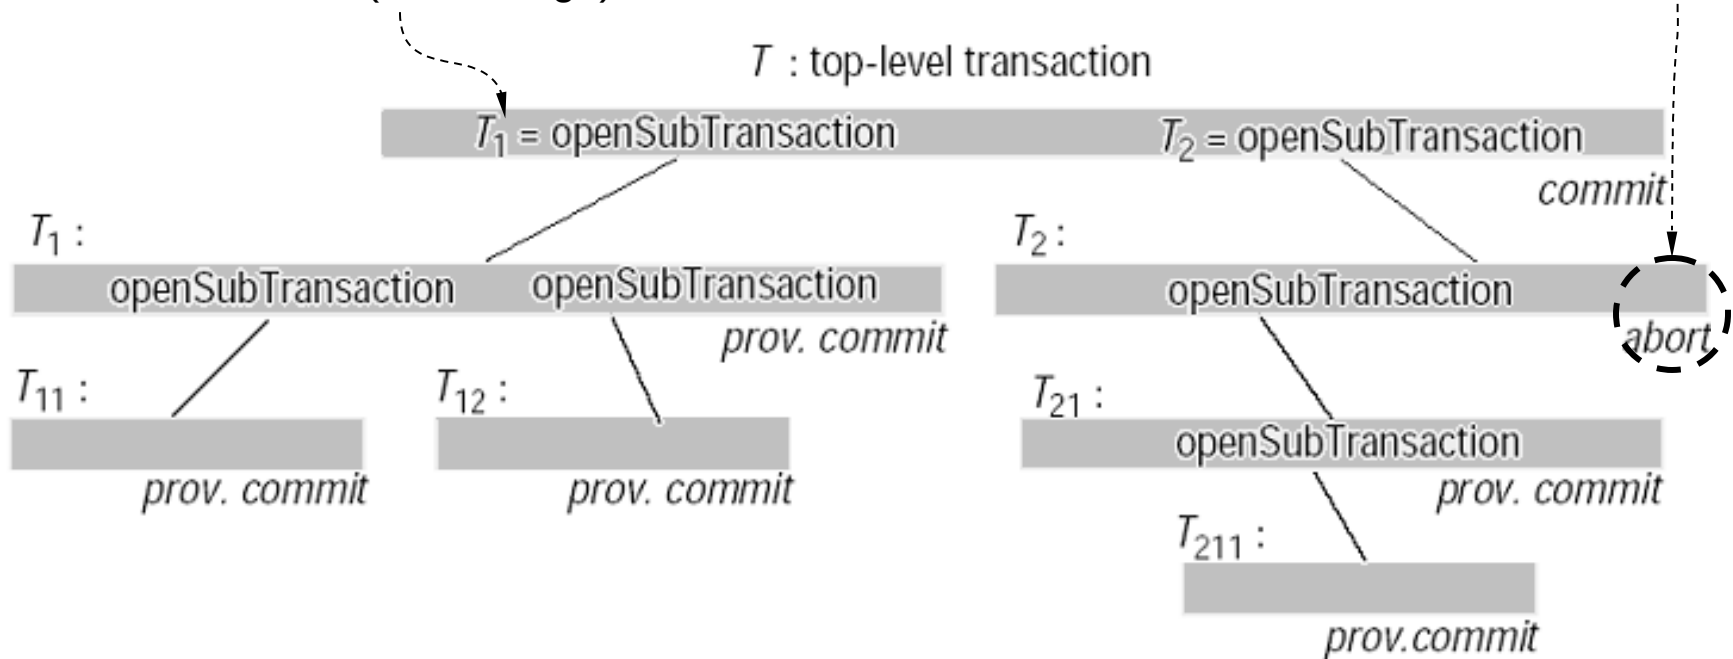 T : top-level transaction
T1 = openSubTransaction
T2 = openSubTransaction
commit
T1 :
T2 :
openSubTransaction
openSubTransaction
openSubTransaction
prov. commit
abort
T11 :
T12 :
T21 :
openSubTransaction
prov. commit
prov. commit
prov. commit
T211 :
prov.commit